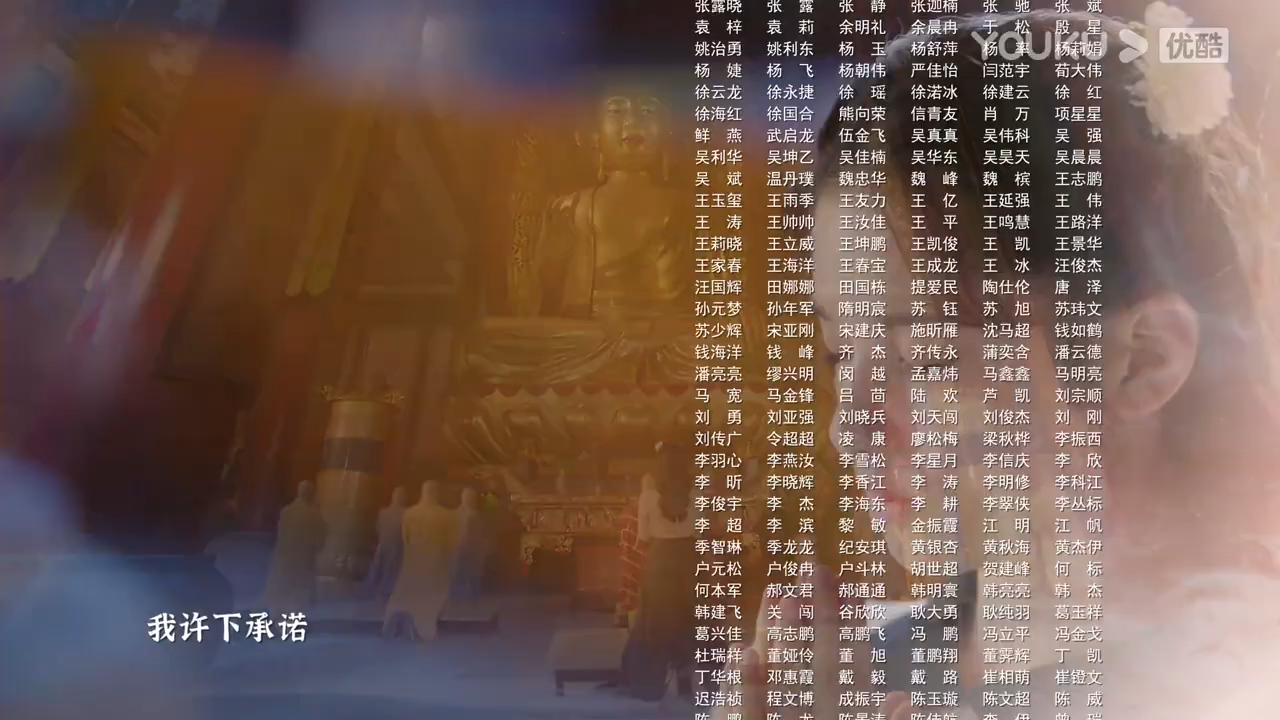 张露晓 张露 张静 张迦楠 张驰 张斌
袁梓 袁莉 余明礼 余晨冉 于松 殷星
YOUKU 优酷
姚治勇 姚利东 杨玉 杨舒萍 杨率 杨莉娟
杨婕 杨飞 杨朝伟 严佳怡 闫范宇 荀大伟
徐云龙 徐永捷 徐瑶 徐渃冰 徐建云 徐红
徐海红 徐国合 熊向荣 信青友 肖万 项星星
鲜燕 武启龙 伍金飞 吴真真 吴伟科 吴强
吴利华 吴坤乙 吴佳楠 吴华东 吴昊天 吴晨晨
吴斌 温丹璞 魏忠华 魏峰 魏槟 王志鹏
王玉玺 王雨季 王友力 王亿 王延强 王伟
王涛 王帅帅 王汝佳 王平 王鸣慧 王路洋
王莉晓 王立威 王坤鹏 王凯俊 王凯 王景华
王家春 王海洋 王春宝 王成龙 王冰 汪俊杰
汪国辉 田娜娜 田国栋 提爱民 陶仕伦 唐泽
孙元梦 孙年军 隋明宸 苏钰 苏旭 苏玮文
苏少辉 宋亚刚 宋建庆 施昕雁 沈马超 钱如鹤
钱海洋 钱峰 齐杰 齐传永 蒲奕含 潘云德
潘亮亮 缪兴明 闵越 孟嘉炜 马鑫鑫 马明亮
马宽 马金锋 吕茴 陆欢 芦凯 刘宗顺
刘勇 刘亚强 刘晓兵 刘天闯 刘俊杰 刘刚
刘传广 令超超 凌康 廖松梅 梁秋桦 李振西
李羽心 李燕汝 李雪松 李星月 李信庆 李欣
李昕 李晓辉 李香江 李涛 李明修 李科江
李俊宇 李杰 李海东 李耕 李翠侠 李丛标
李超 李滨 黎敏 金振霞 江明 江帆
季智琳 季龙龙 纪安琪 黄银杏 黄秋海 黄杰伊
户元松 户俊冉 户斗林 胡世超 贺建峰 何标
何本军 郝文君 郝通通 韩明寰 韩亮亮 韩杰
韩建飞 关闯 谷欣欣 耿大勇 耿纯羽 葛玉祥
我许下承诺
葛兴佳 高志鹏 高鹏飞 冯鹏 冯立平 冯金戈
杜瑞祥 董娅伶 董旭 董鹏翔 董霁辉 丁凯
丁华根 邓惠霞 戴毅 戴路 崔相萌 崔镫文
迟浩祯 程文博 成振宇 陈玉璇 陈文超 陈威